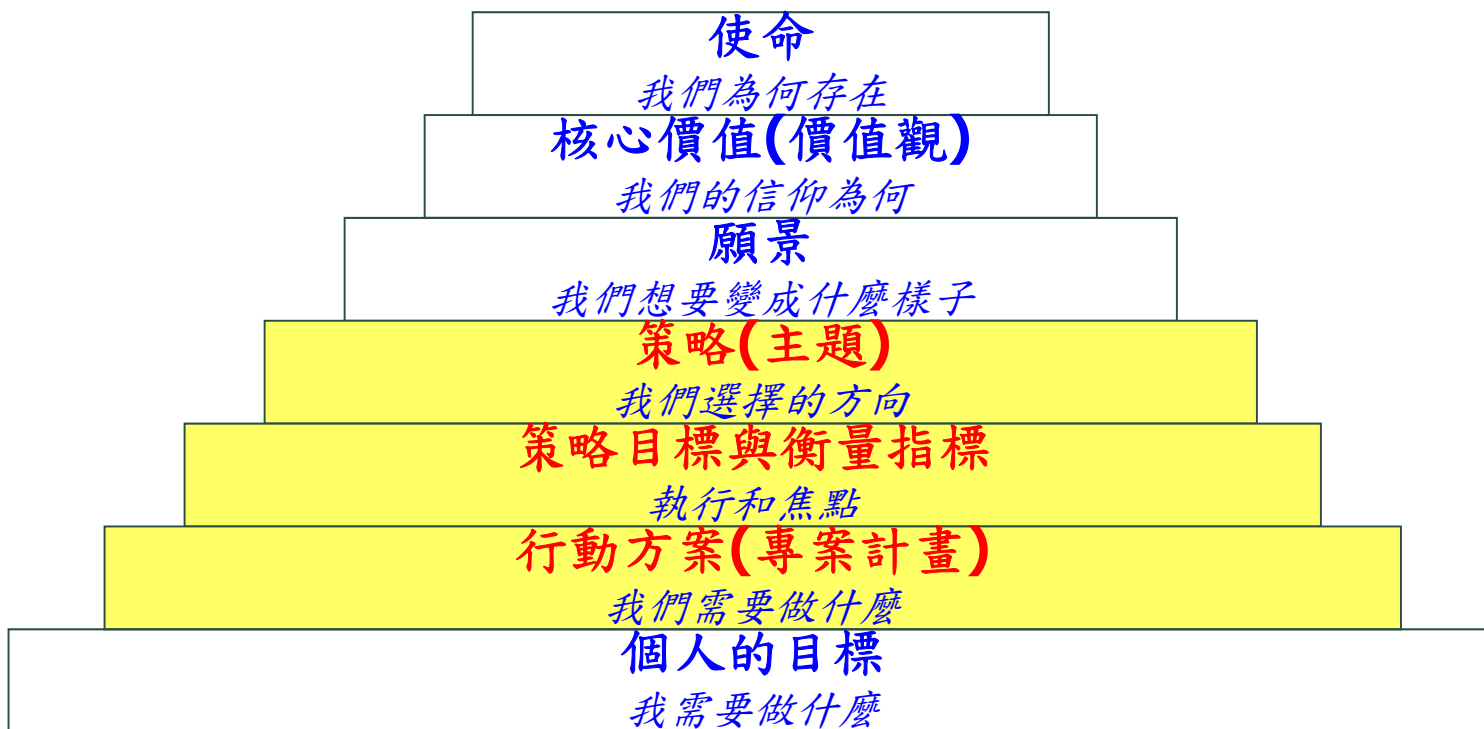 使命
我們為何存在
核心價值(價值觀)
我們的信仰為何
願景
我們想要變成什麼樣子
策略(主題)
我們選擇的方向
策略目標與衡量指標
執行和焦點
行動方案(專案計畫)
我們需要做什麼
個人的目標
我需要做什麼